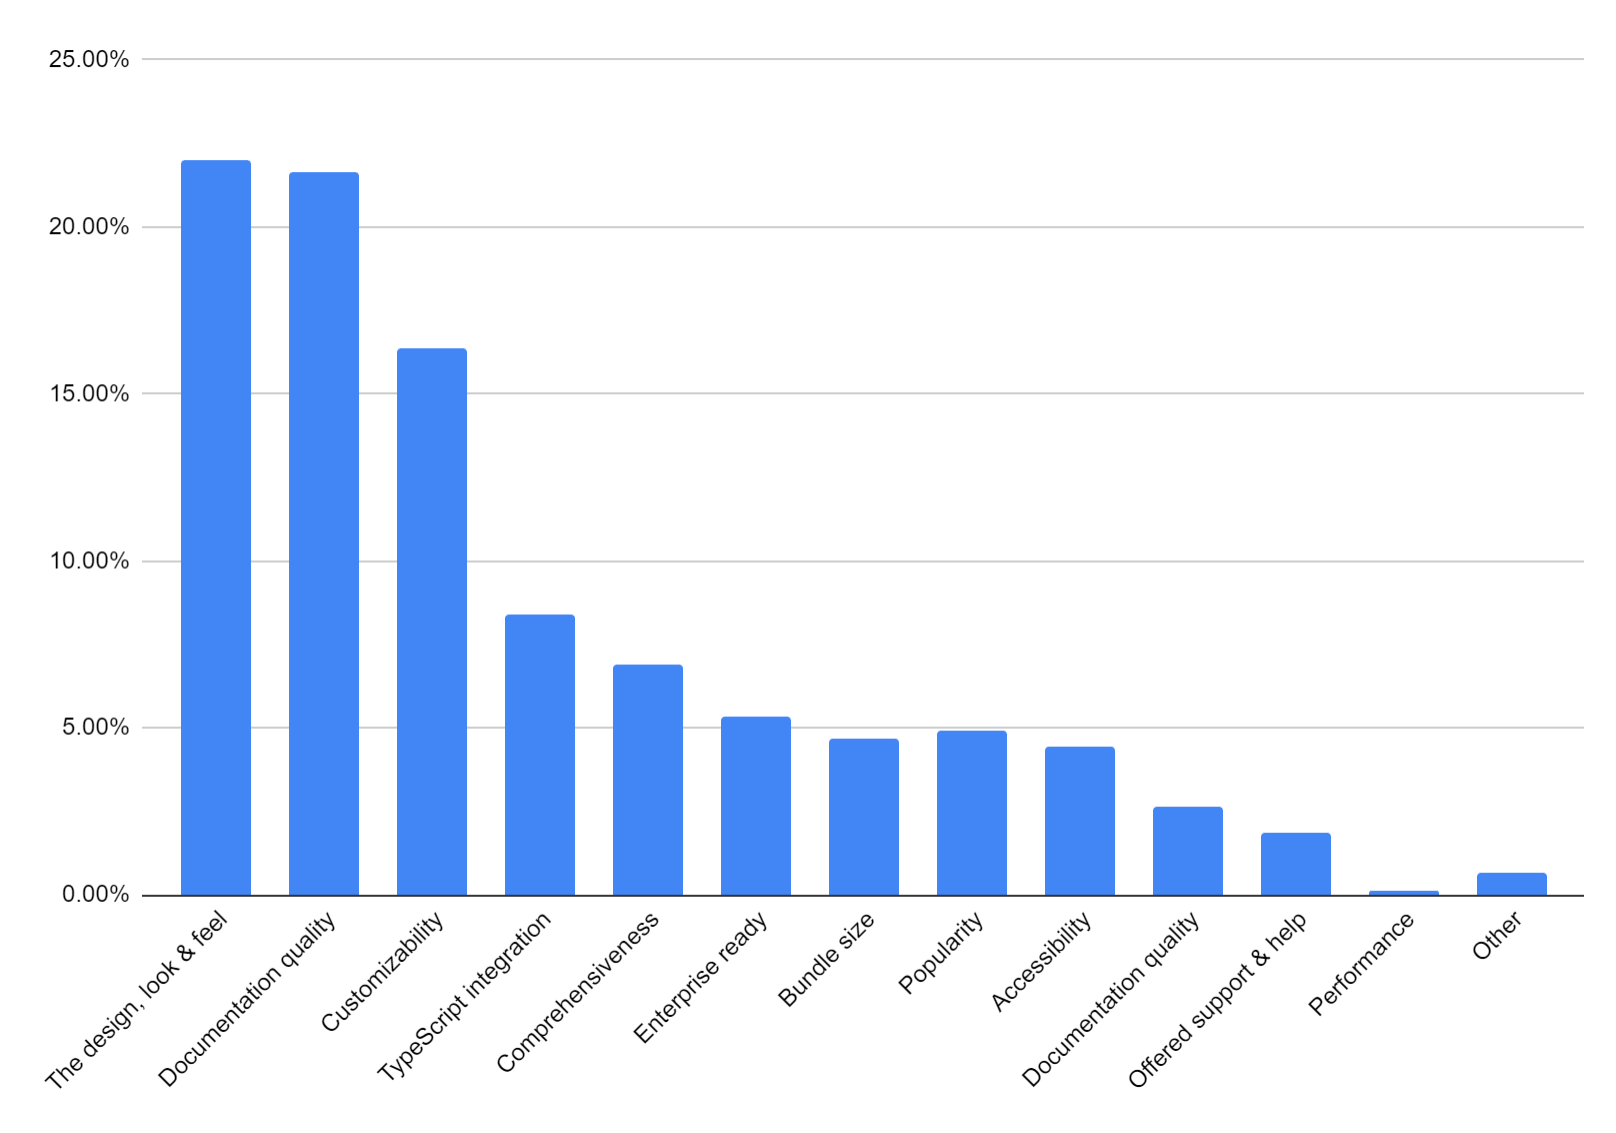 25.00%
20.00%
15.00%
10.00%
5.00%
0.00%
The design, look & feel
Documentation quality
Customizability
TypeScript integration
Comprehensiveness
Enterprise ready
Bundle size
Popularity
Accessibility
Documentation quality
Offered support & help
Performance
Other